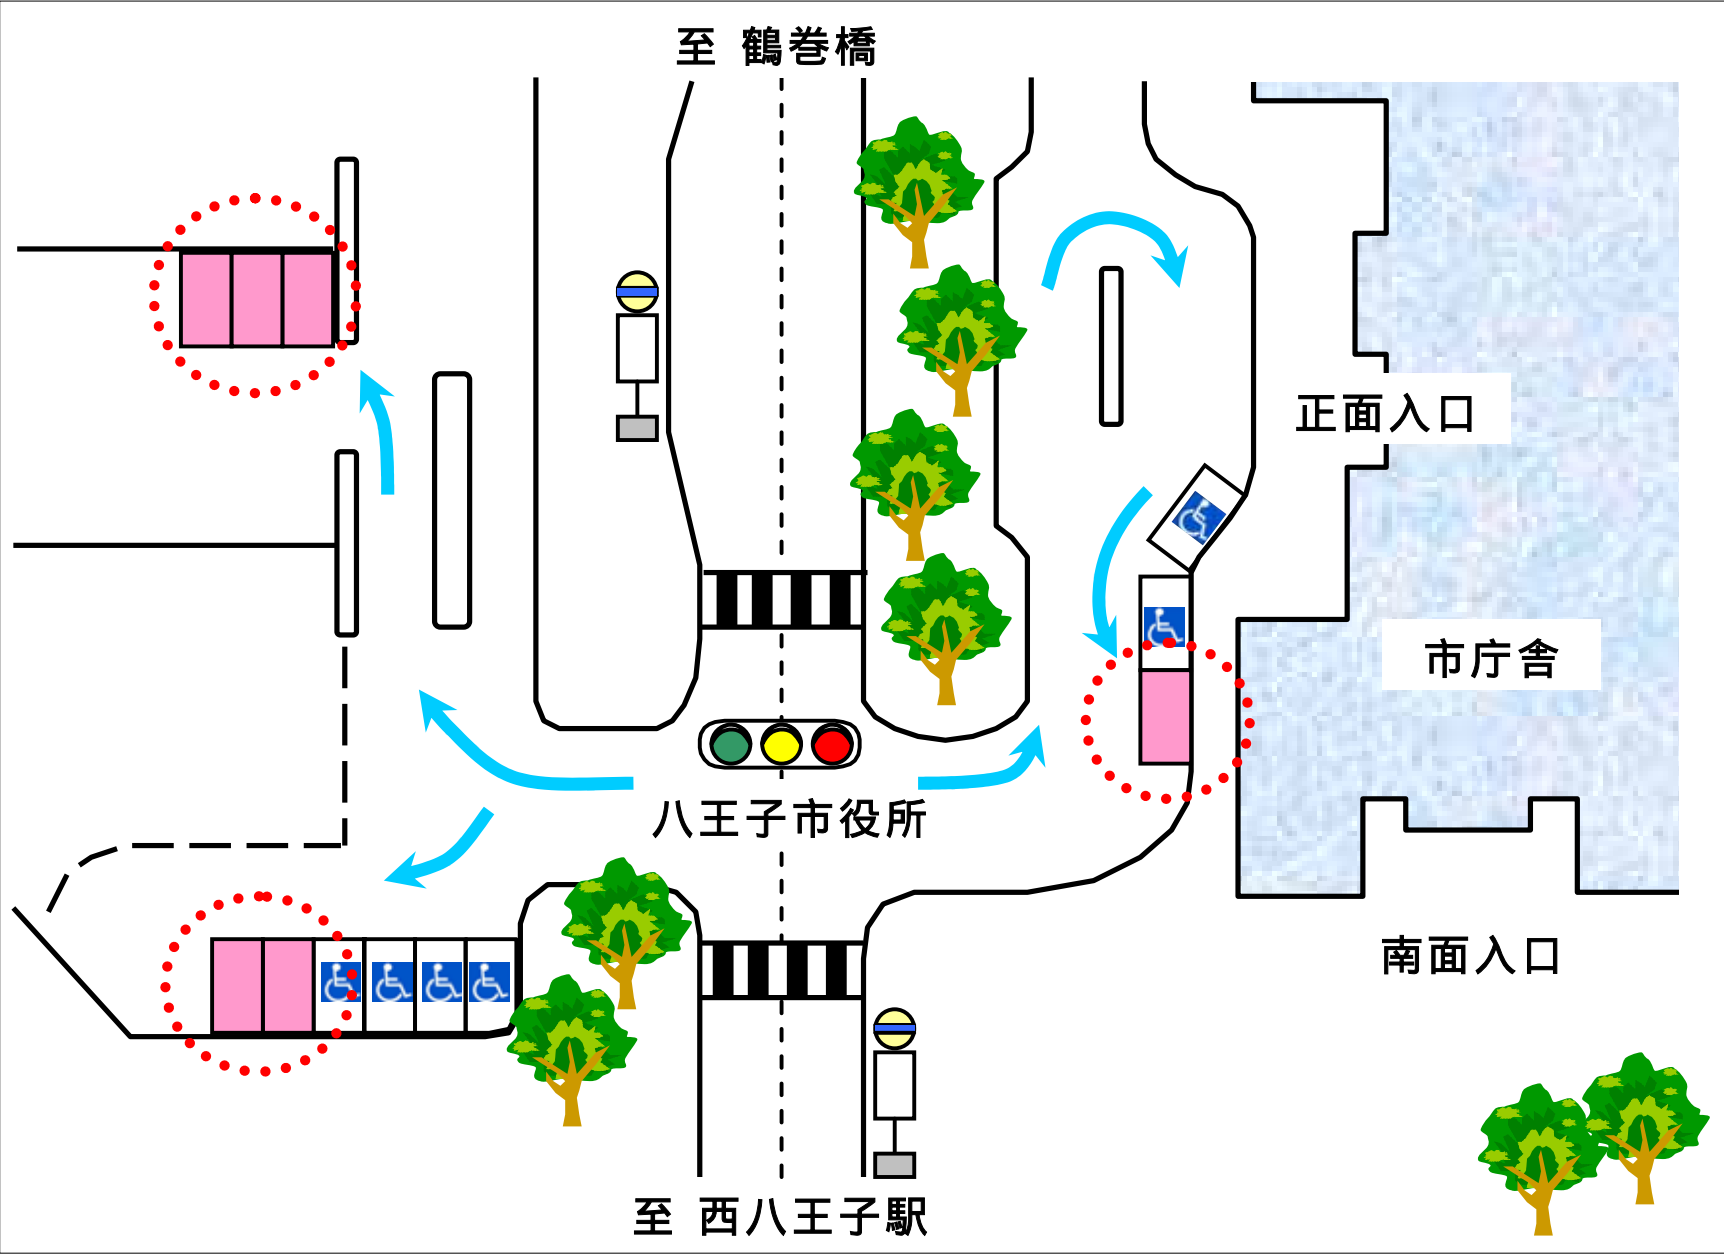 至 鶴巻橋
正面入口
市庁舎
八王子市役所
南面入口
至 西八王子駅